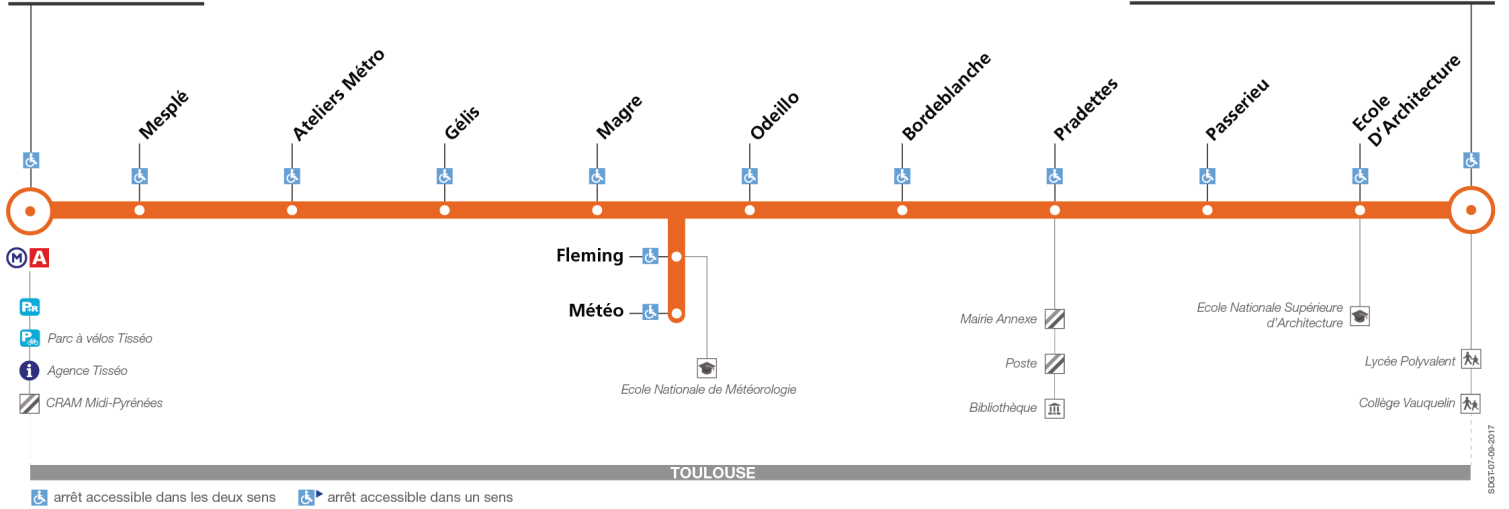 Mesplé
Ateliers Métro
Gélis
Magre
Odeillo
Bordeblanche
Pradettes
Passerieu
Ecole
D'Architecture
M A
Fleming
Météo
P+R
P
Parc à vélos Tisséo
i
Agence Tisséo
CRAM Midi-Pyrénées
Ecole Nationale de Météorologie
Mairie Annexe
Poste
Bibliothèque
Ecole Nationale Supérieure
d'Architecture
Lycée Polyvalent
Collège Vauquelin
TOULOUSE
arrêt accessible dans les deux sens
arrêt accessible dans un sens
SDGT-07-09-2017